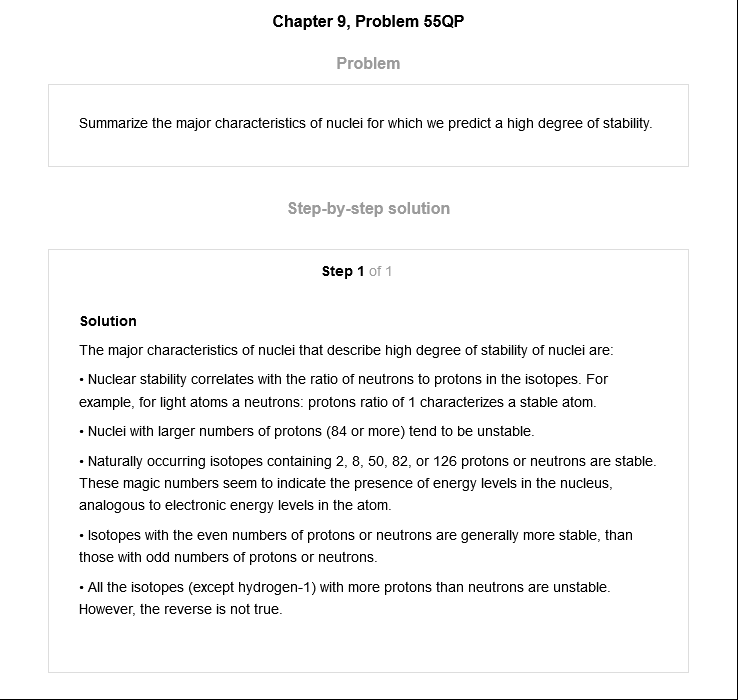 Chapter 9, Problem 55QP
Problem
Summarize the major characteristics of nuclei for which we predict a high degree of stability.
Step-by-step solution
Step 1 of 1
Solution
The major characteristics of nuclei that describe high degree of stability of nuclei are:
• Nuclear stability correlates with the ratio of neutrons to protons in the isotopes. For
example, for light atoms a neutrons: protons ratio of 1 characterizes a stable atom.
• Nuclei with larger numbers of protons (84 or more) tend to be unstable.
• Naturally occurring isotopes containing 2, 8, 50, 82, or 126 protons or neutrons are stable.
These magic numbers seem to indicate the presence of energy levels in the nucleus,
analogous to electronic energy levels in the atom.
• Isotopes with the even numbers of protons or neutrons are generally more stable, than
those with odd numbers of protons or neutrons.
• All the isotopes (except hydrogen-1) with more protons than neutrons are unstable.
However, the reverse is not true.